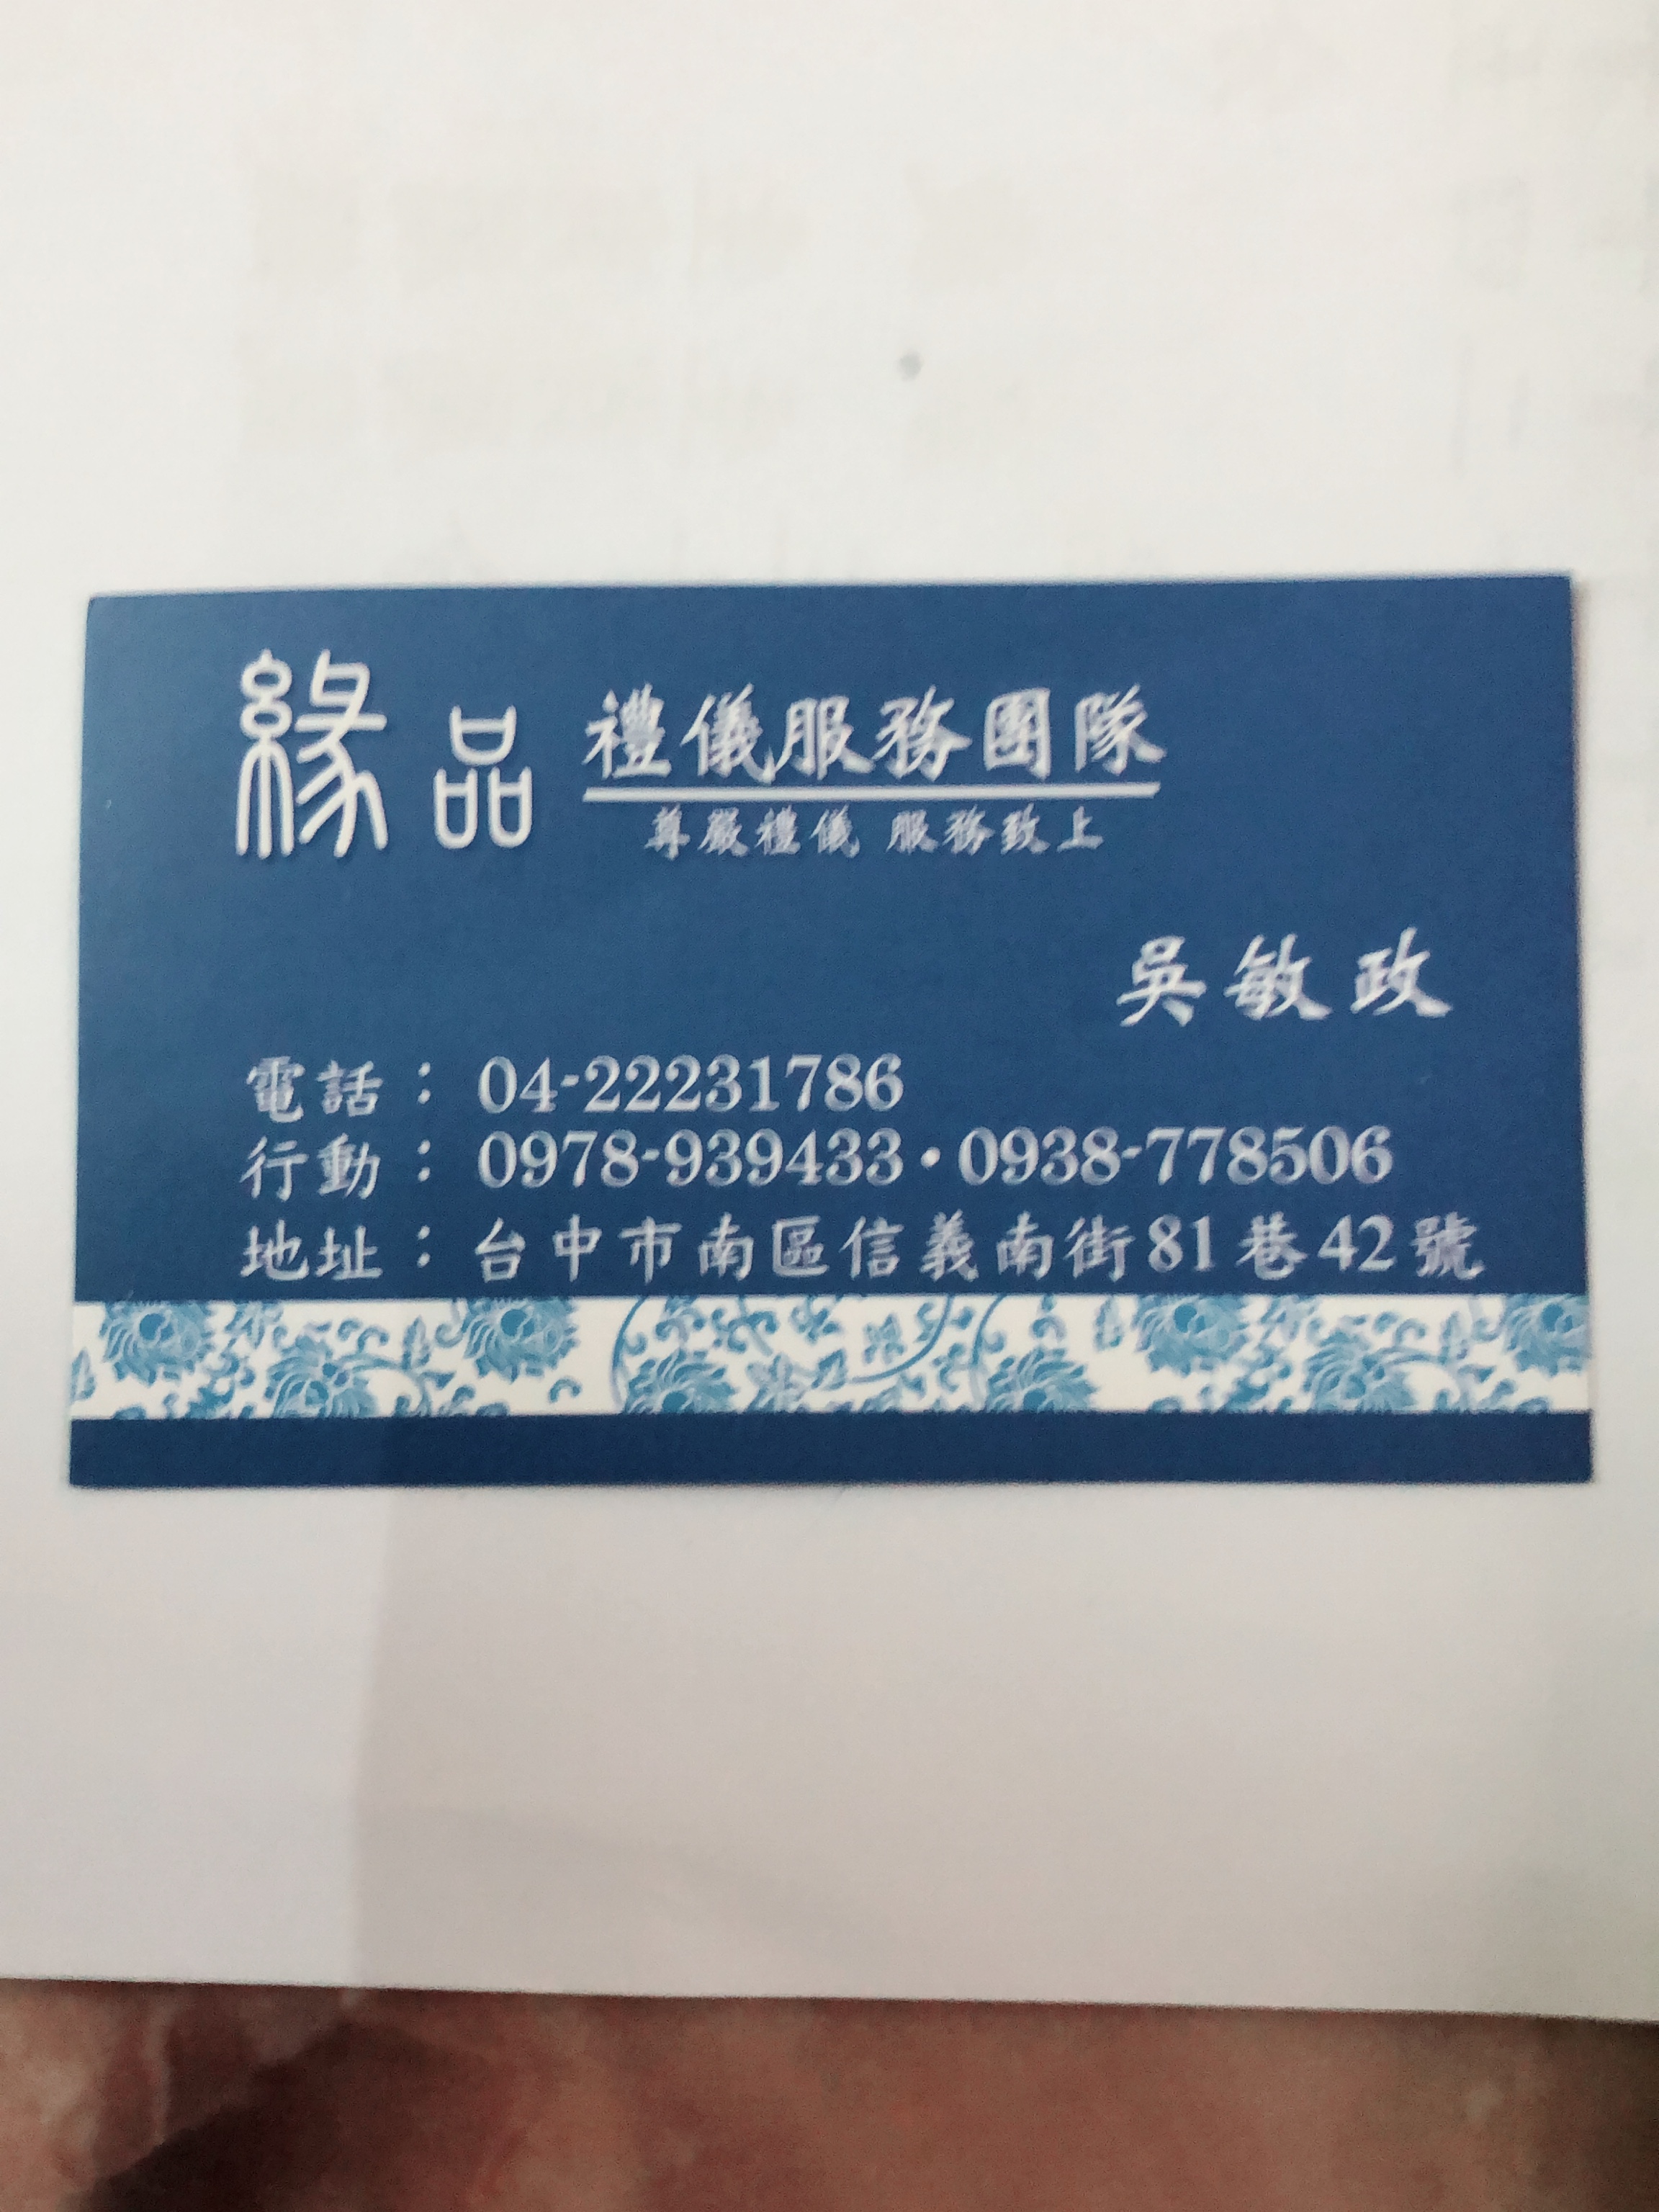 緣品 禮儀服務團隊
尊嚴禮儀 服務致上
吳敏政
電話：04-22231786
行動：0978-939433•0938-778506
地址：台中市南區信義南街81巷42號